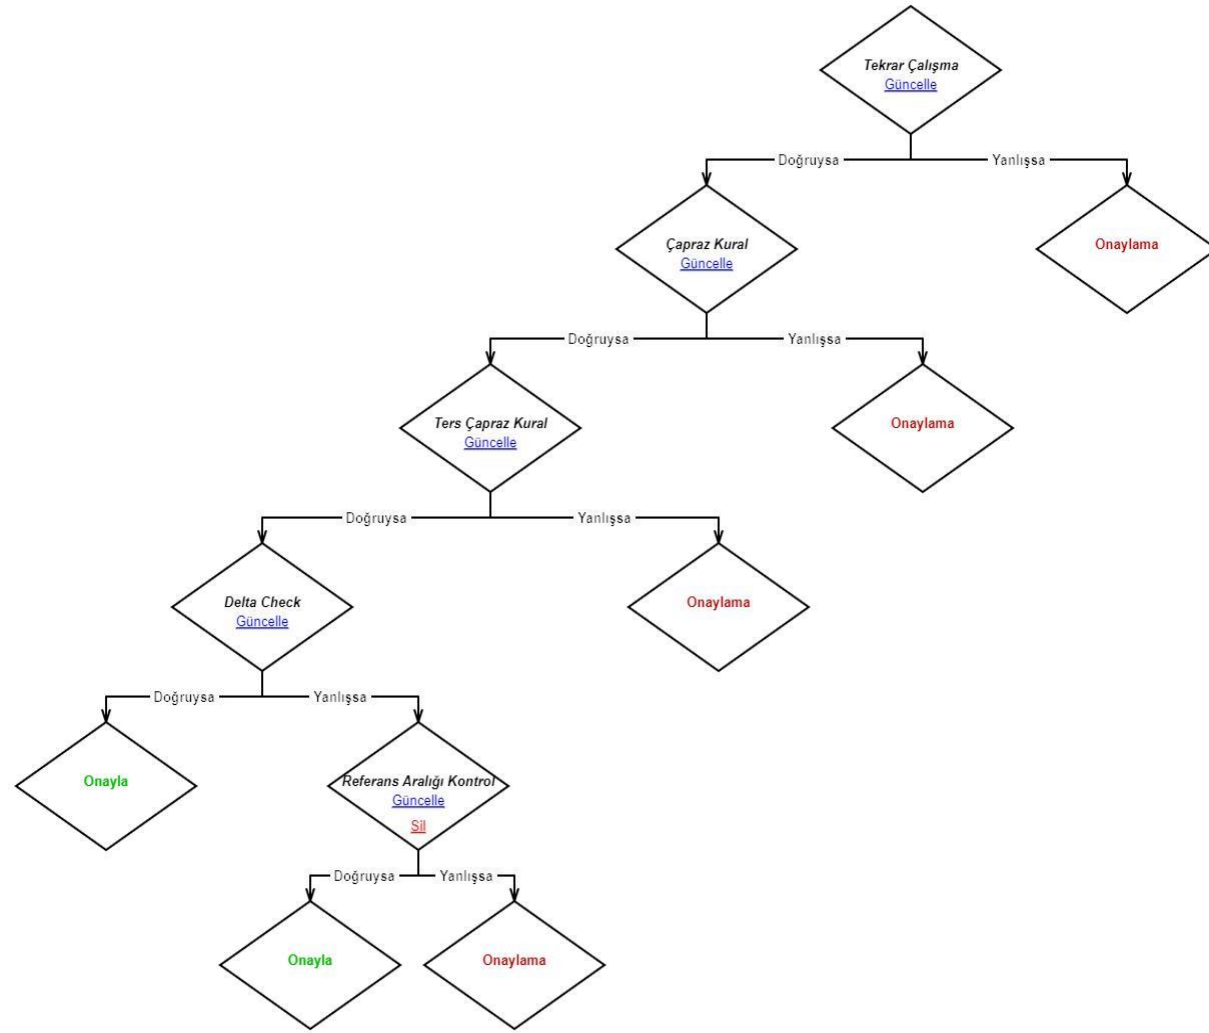 Tekrar Çalışma
Güncelle
Doğruysa
Yanlışsa
Çapraz Kural
Güncelle
Onaylama
Doğruysa
Yanlışsa
Ters Çapraz Kural
Güncelle
Onaylama
Doğruysa
Yanlışsa
Delta Check
Güncelle
Onaylama
Doğruysa
Yanlışsa
Onayla
Referans Aralığı Kontrol
Güncelle
Sil
Doğruysa
Yanlışsa
Onayla
Onaylama